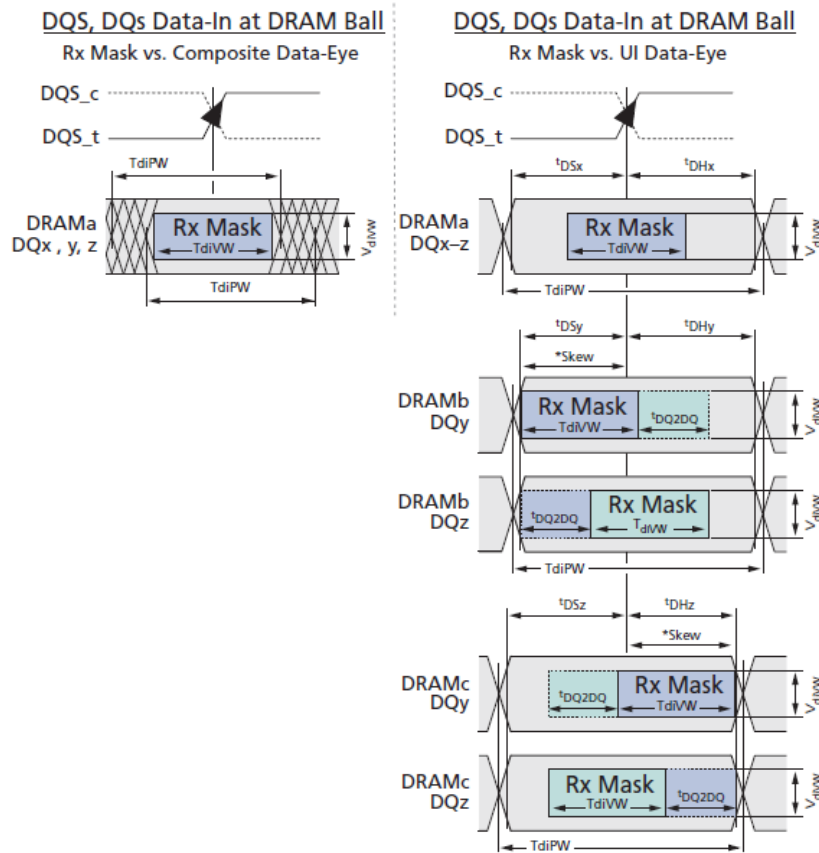 DQS, DQs Data-In at DRAM Ball
Rx Mask vs. Composite Data-Eye
DQS_c
DQS_t
TdiPW
DRAMa
DQx , y, z
Rx Mask
TdiVW
VdiVW
TdiPW
DQS, DQs Data-In at DRAM Ball
Rx Mask vs. UI Data-Eye
DQS_c
DQS_t
tDSx
tDHx
DRAMa
DQx–z
Rx Mask
TdiVW
VdiVW
TdiPW
tDSy
tDHy
*Skew
DRAMb
DQy
Rx Mask
TdiVW
tDQ2DQ
VdiVW
DRAMb
DQz
tDQ2DQ
Rx Mask
TdiVW
VdiVW
TdiPW
tDSz
tDHz
*Skew
DRAMc
DQy
tDQ2DQ
Rx Mask
TdiVW
VdiVW
DRAMc
DQz
Rx Mask
TdiVW
tDQ2DQ
VdiVW
TdiPW